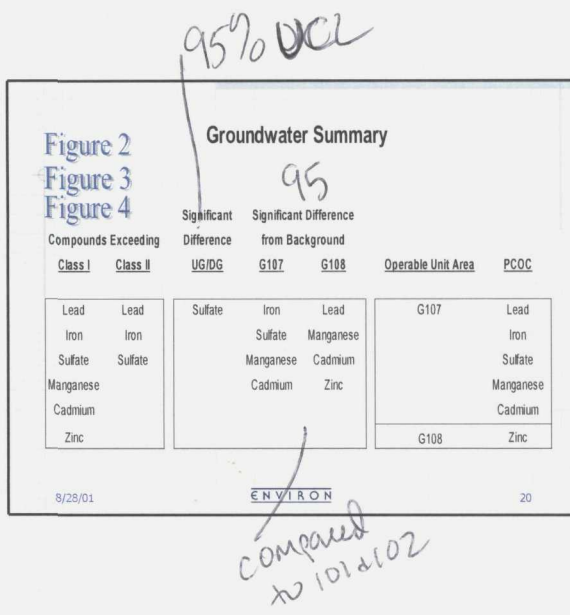 95% UCL
Figure 2
Groundwater Summary
Figure 3
95
Figure 4
Significant Significant Difference
Compounds Exceeding Difference from Background
Class I Class II UG/DG G107 G108 Operable Unit Area PCOC
Lead Lead Sulfate Iron Lead G107 Lead
Iron Iron Sulfate Manganese Iron
Sulfate Sulfate Manganese Cadmium Sulfate
Manganese Cadmium Zinc Manganese
Cadmium Cadmium
Zinc G108 Zinc
8/28/01 ENVIRON 20
compared
to 101 & 102